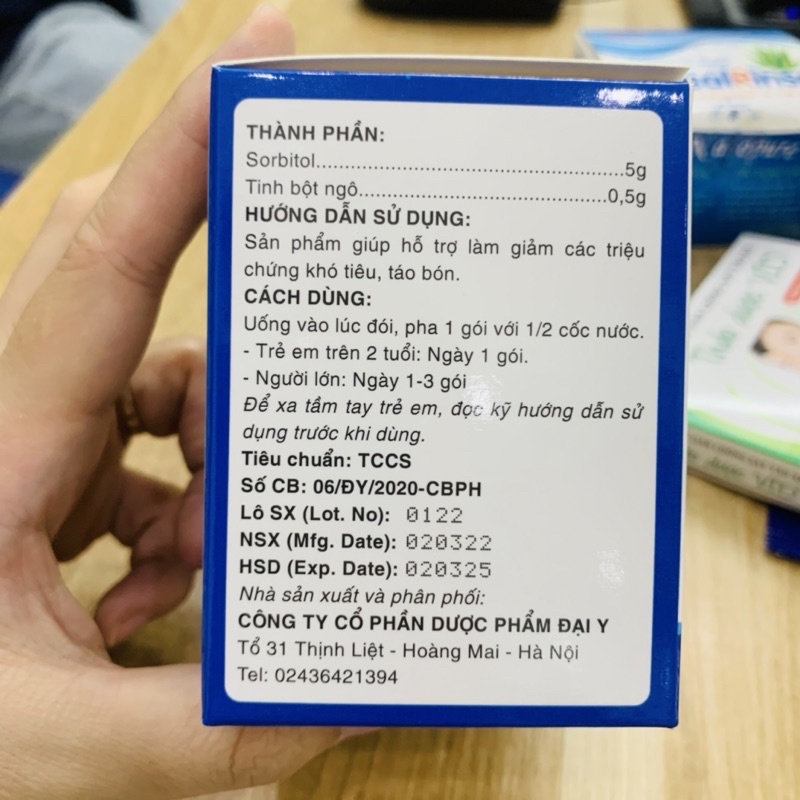 THÀNH PHẦN:
Sorbitol..........................................5g
Tinh bột ngô..................................0,5g
HƯỚNG DẪN SỬ DỤNG:
Sản phẩm giúp hỗ trợ làm giảm các triệu
chứng khó tiêu, táo bón.
CÁCH DÙNG:
Uống vào lúc đói, pha 1 gói với 1/2 cốc nước.
- Trẻ em trên 2 tuổi: Ngày 1 gói.
- Người lớn: Ngày 1-3 gói
Để xa tầm tay trẻ em, đọc kỹ hướng dẫn sử
dụng trước khi dùng.
Tiêu chuẩn: TCCS
Số CB: 06/ĐY/2020-CBPH
Lô SX (Lot. No): 0122
NSX (Mfg. Date): 020322
HSD (Exp. Date): 020325
Nhà sản xuất và phân phối:
CÔNG TY CỔ PHẦN DƯỢC PHẨM ĐẠI Y
Tổ 31 Thịnh Liệt - Hoàng Mai - Hà Nội
Tel: 02436421394